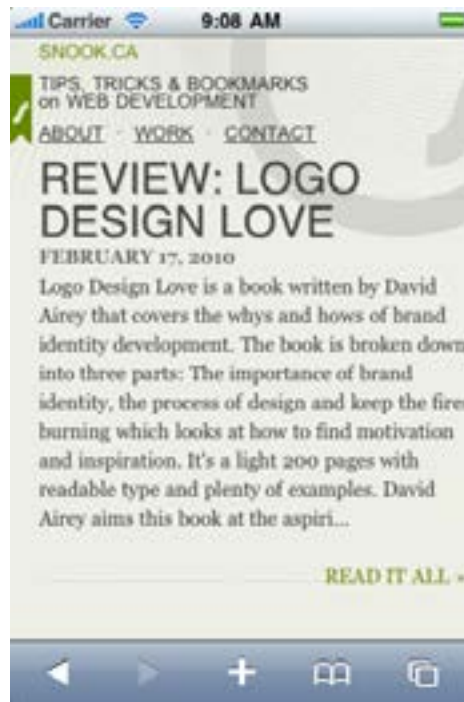 Carrier 9:08 AM
SNOOK.CA
TIPS, TRICKS & BOOKMARKS
on WEB DEVELOPMENT
ABOUT · WORK · CONTACT
REVIEW: LOGO
DESIGN LOVE
FEBRUARY 17, 2010
Logo Design Love is a book written by David
Airey that covers the whys and hows of brand
identity development. The book is broken down
into three parts: The importance of brand
identity, the process of design and keep the fires
burning which looks at how to find motivation
and inspiration. It's a light 200 pages with
readable type and plenty of examples. David
Airey aims this book at the aspiri...
READ IT ALL »